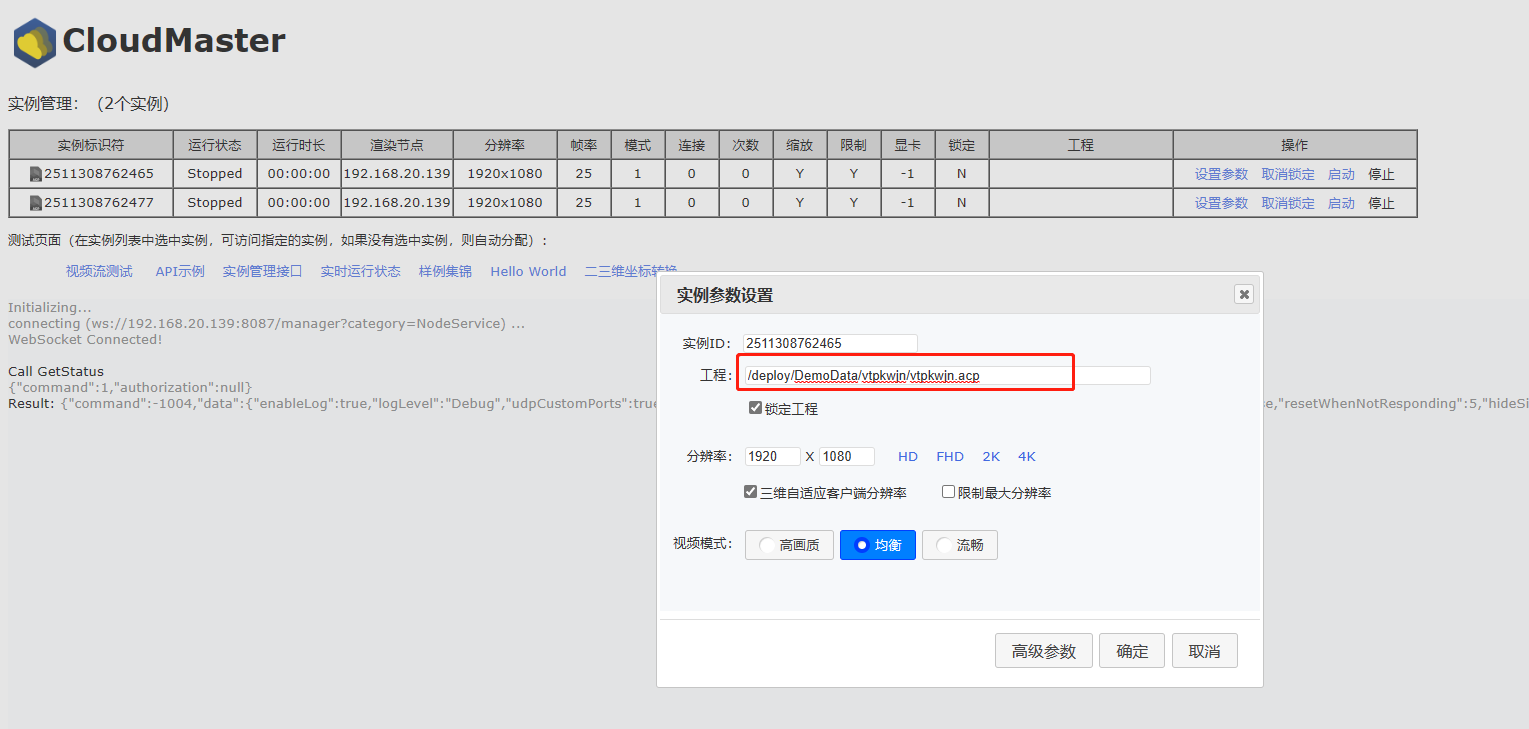 CloudMaster
实例管理： （2个实例)
实例标识符 运行状态 运行时长 渲染节点 分辨率 帧率 模式 连接 次数 缩放 限制 显卡 锁定 工程 操作
2511308762465 Stopped 00:00:00 192.168.20.139 1920x1080 25 1 0 0 Y Y -1 N 设置参数 取消锁定 启动 停止
2511308762477 Stopped 00:00:00 192.168.20.139 1920x1080 25 1 0 0 Y Y -1 N 设置参数 取消锁定 启动 停止
测试页面（在实例列表中选中实例，可访问指定的实例，如果没有选中实例，则自动分配）：
视频流测试 API示例 实例管理接口 实时运行状态 样例集锦 Hello World 二三维坐标转换
Initializing...
connecting (ws://192.168.20.139:8087/manager?category=NodeService) ...
WebSocket Connected!
Call GetStatus
{"command":1,"authorization":null}
Result: {"command":-1004,"data":{"enableLog":true,"logLevel":"Debug","udpCustomPorts":true se,"resetWhenNotResponding":5,"hideSi
实例参数设置
实例ID： 2511308762465
工程： /deploy/DemoData/vtpkwjn/vtpkwjn.acp
锁定工程
分辨率： 1920 X 1080 HD FHD 2K 4K
三维自适应客户端分辨率 限制最大分辨率
视频模式： 高画质 均衡 流畅
高级参数 确定 取消